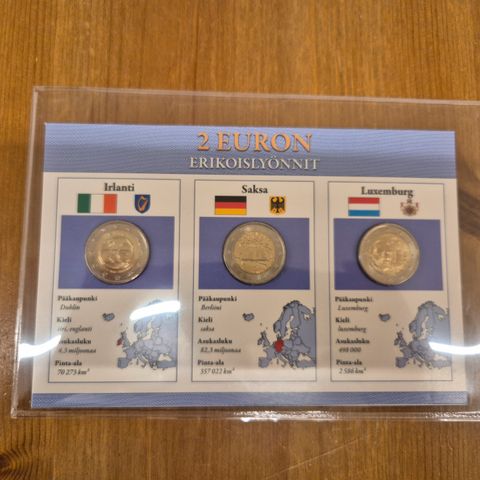 2 EURON
ERIKOISLYÖNNIT
Irlanti
Pääkaupunki
Dublin
Kieli
iiri, englanti
Asukasluku
4,3 miljoonaa
Pinta-ala
70 273 km²
Saksa
Pääkaupunki
Berliini
Kieli
saksa
Asukasluku
82,3 miljoonaa
Pinta-ala
357 022 km²
Luxemburg
Pääkaupunki
Luxemburg
Kieli
luxemburg
Asukasluku
498 000
Pinta-ala
2 586 km²